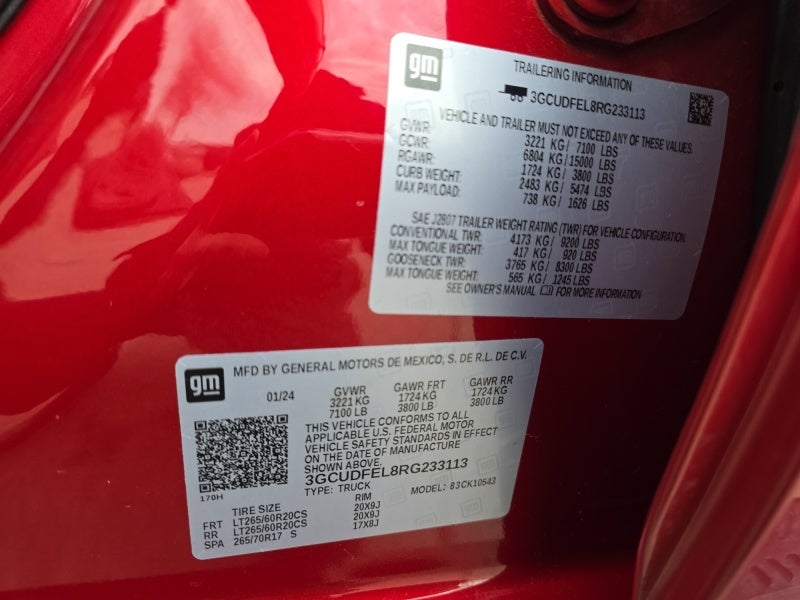 gm
TRAILERING INFORMATION
3GCUDFEL8RG233113
VEHICLE AND TRAILER MUST NOT EXCEED ANY OF THESE VALUES.
GVWR: 3221 KG/ 7100 LBS
GCWR: 6804 KG/15000 LBS
RGAWR: 1724 KG/ 3800 LBS
CURB WEIGHT: 2483 KG/ 5474 LBS
MAX PAYLOAD: 738 KG/ 1626 LBS
SAE J2807 TRAILER WEIGHT RATING (TWR) FOR VEHICLE CONFIGURATION.
CONVENTIONAL TWR: 4173 KG/ 9200 LBS
MAX TONGUE WEIGHT: 417 KG/ 920 LBS
GOOSENECK TWR: 3765 KG/ 8300 LBS
MAX TONGUE WEIGHT: 565 KG/ 1245 LBS
SEE OWNER'S MANUAL FOR MORE INFORMATION
gm
MFD BY GENERAL MOTORS DE MEXICO, S. DE R.L. DE C.V.
01/24 GVWR GAWR FRT GAWR RR
3221 KG 1724 KG 1724 KG
7100 LB 3800 LB 3800 LB
THIS VEHICLE CONFORMS TO ALL
APPLICABLE U.S. FEDERAL MOTOR
VEHICLE SAFETY STANDARDS IN EFFECT
ON THE DATE OF MANUFACTURE
SHOWN ABOVE.
3GCUDFEL8RG233113
170H TYPE: TRUCK MODEL: 83CK10543
TIRE SIZE RIM
FRT LT265/60R20CS 20X9J
RR LT265/60R20CS 20X9J
SPA 265/70R17 S 17X8J